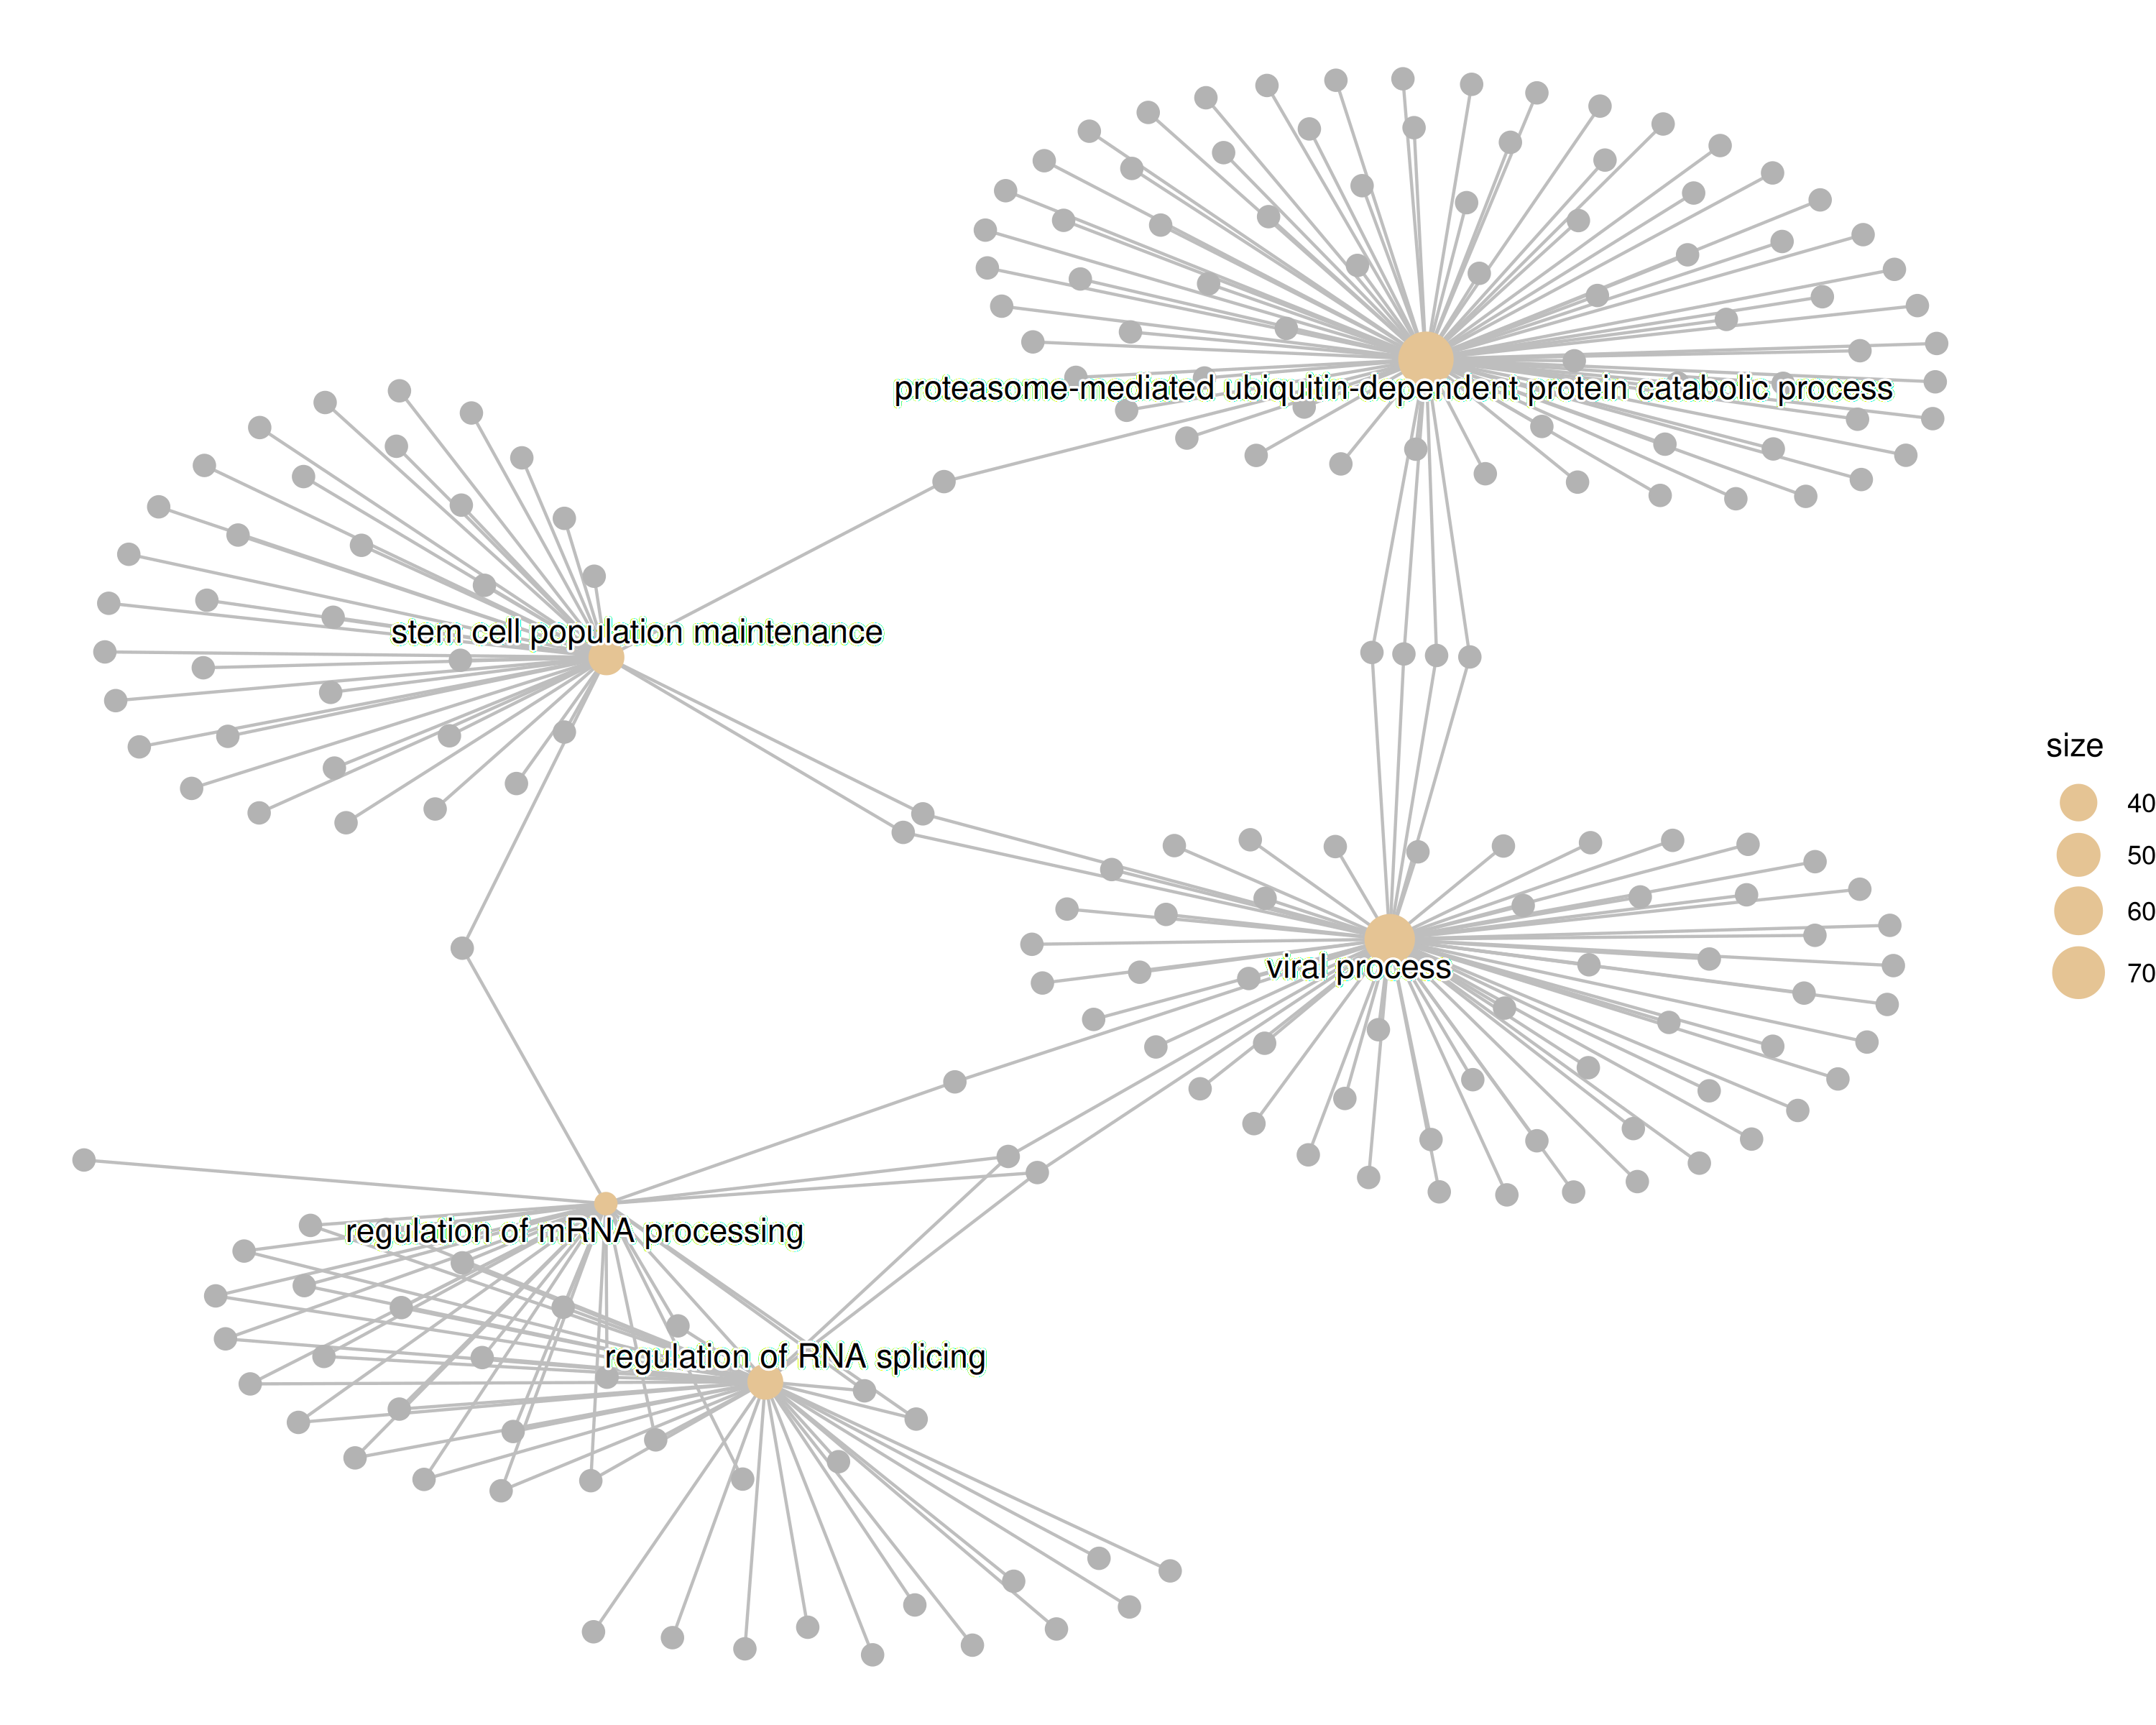 proteasome-mediated ubiquitin-dependent protein catabolic process
stem cell population maintenance
size
40
50
60
70
viral process
regulation of mRNA processing
regulation of RNA splicing